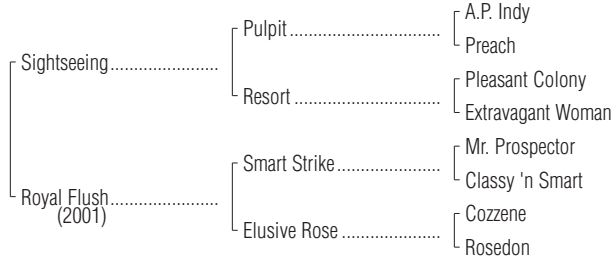 A.P. Indy
Pulpit
Preach
Sightseeing
Pleasant Colony
Resort
Extravagant Woman
Mr. Prospector
Smart Strike
Classy 'n Smart
Royal Flush
(2001)
Cozzene
Elusive Rose
Rosedon